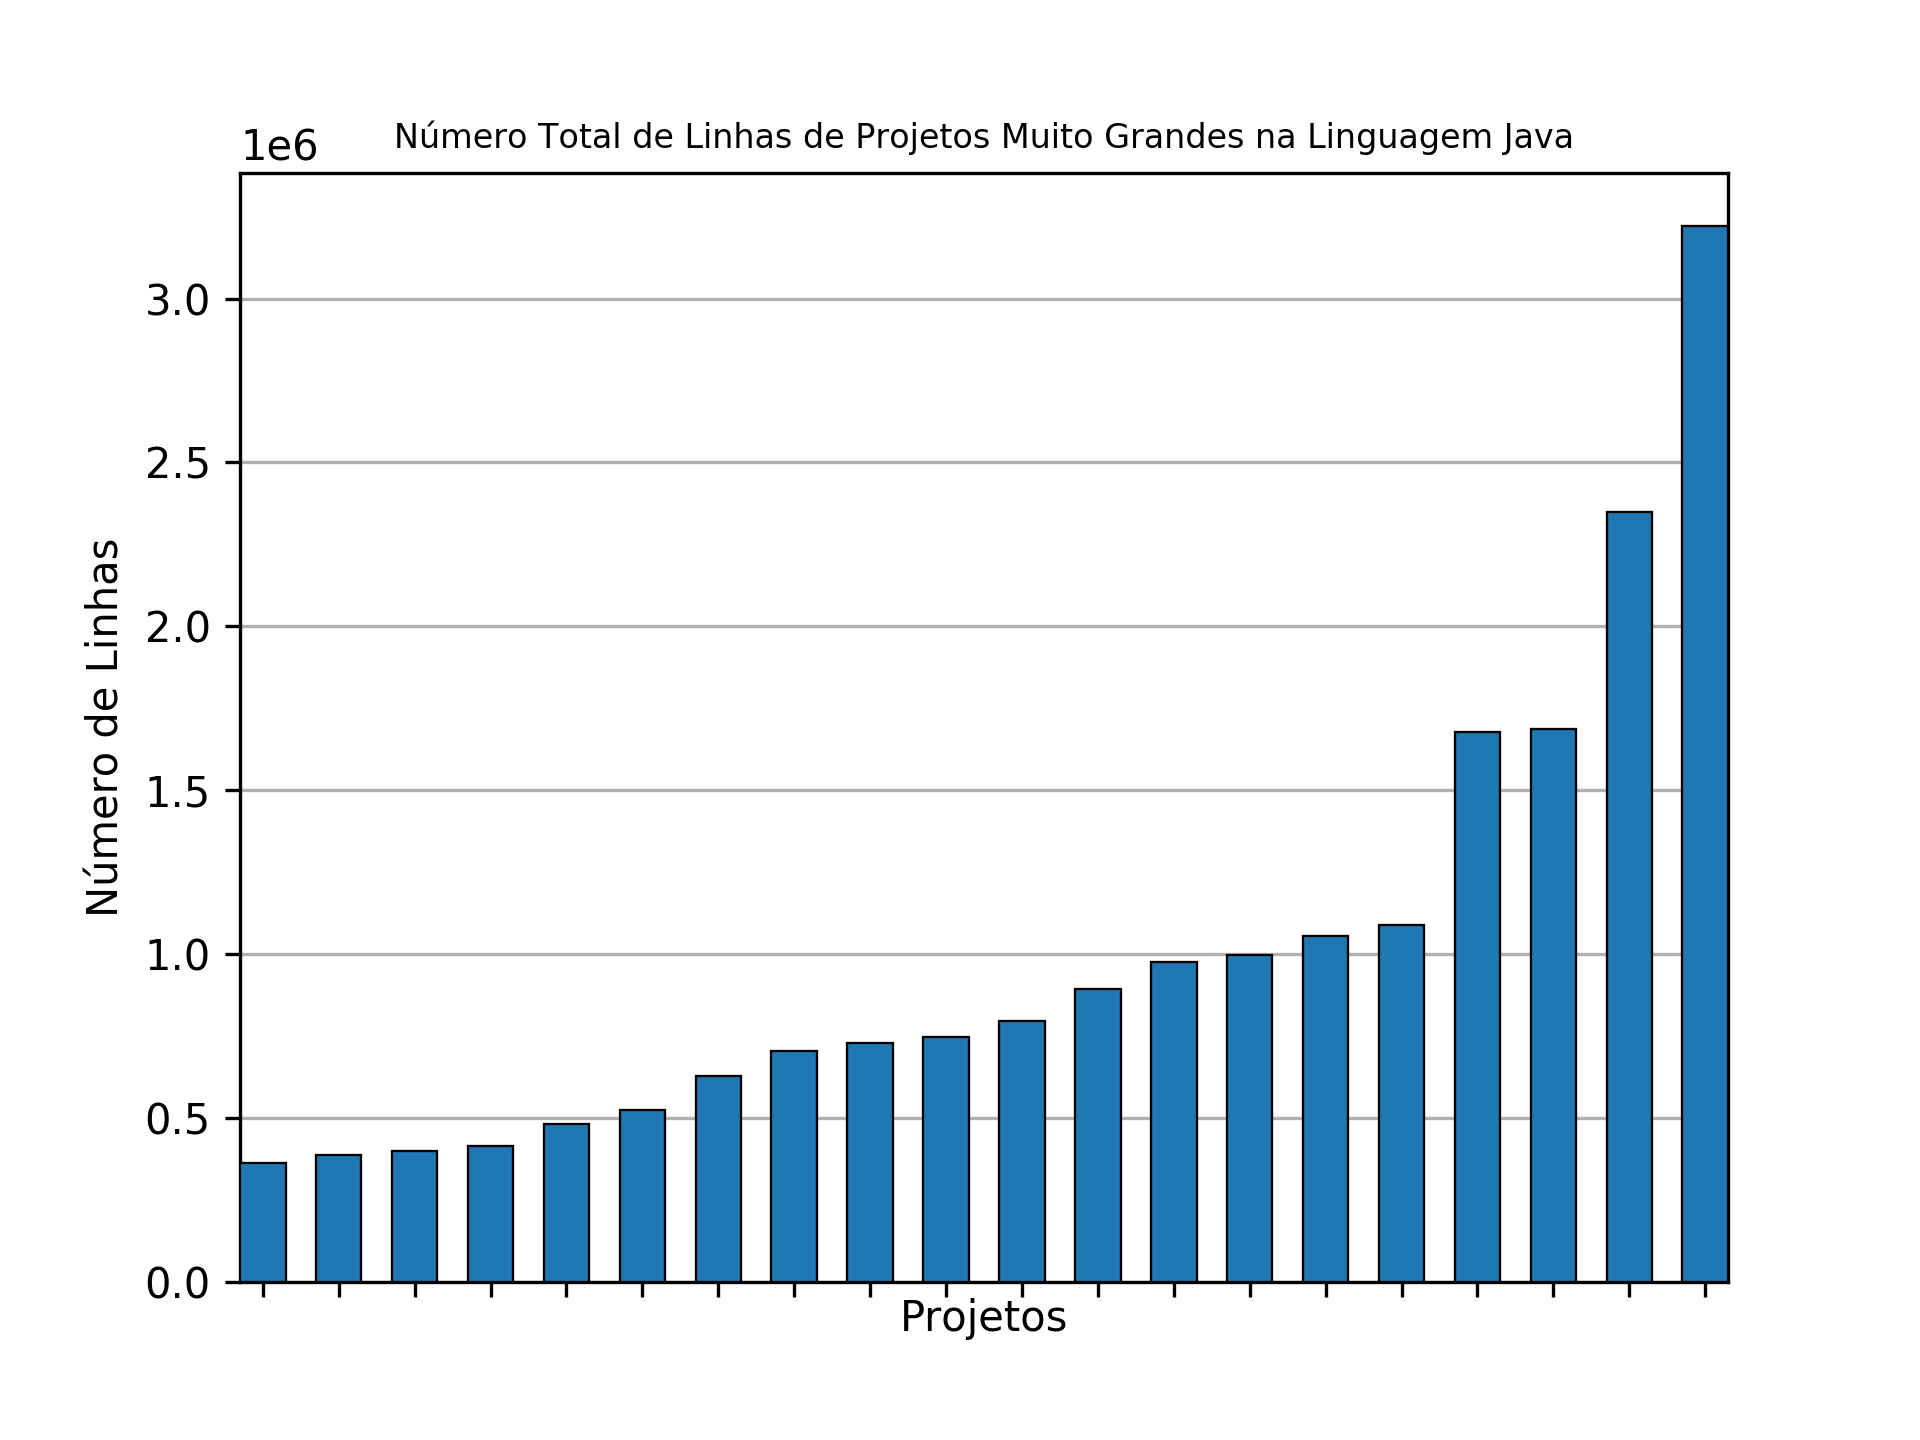 1e6
Número Total de Linhas de Projetos Muito Grandes na Linguagem Java
3.0
2.5
2.0
1.5
1.0
0.5
0.0
Número de Linhas
Projetos